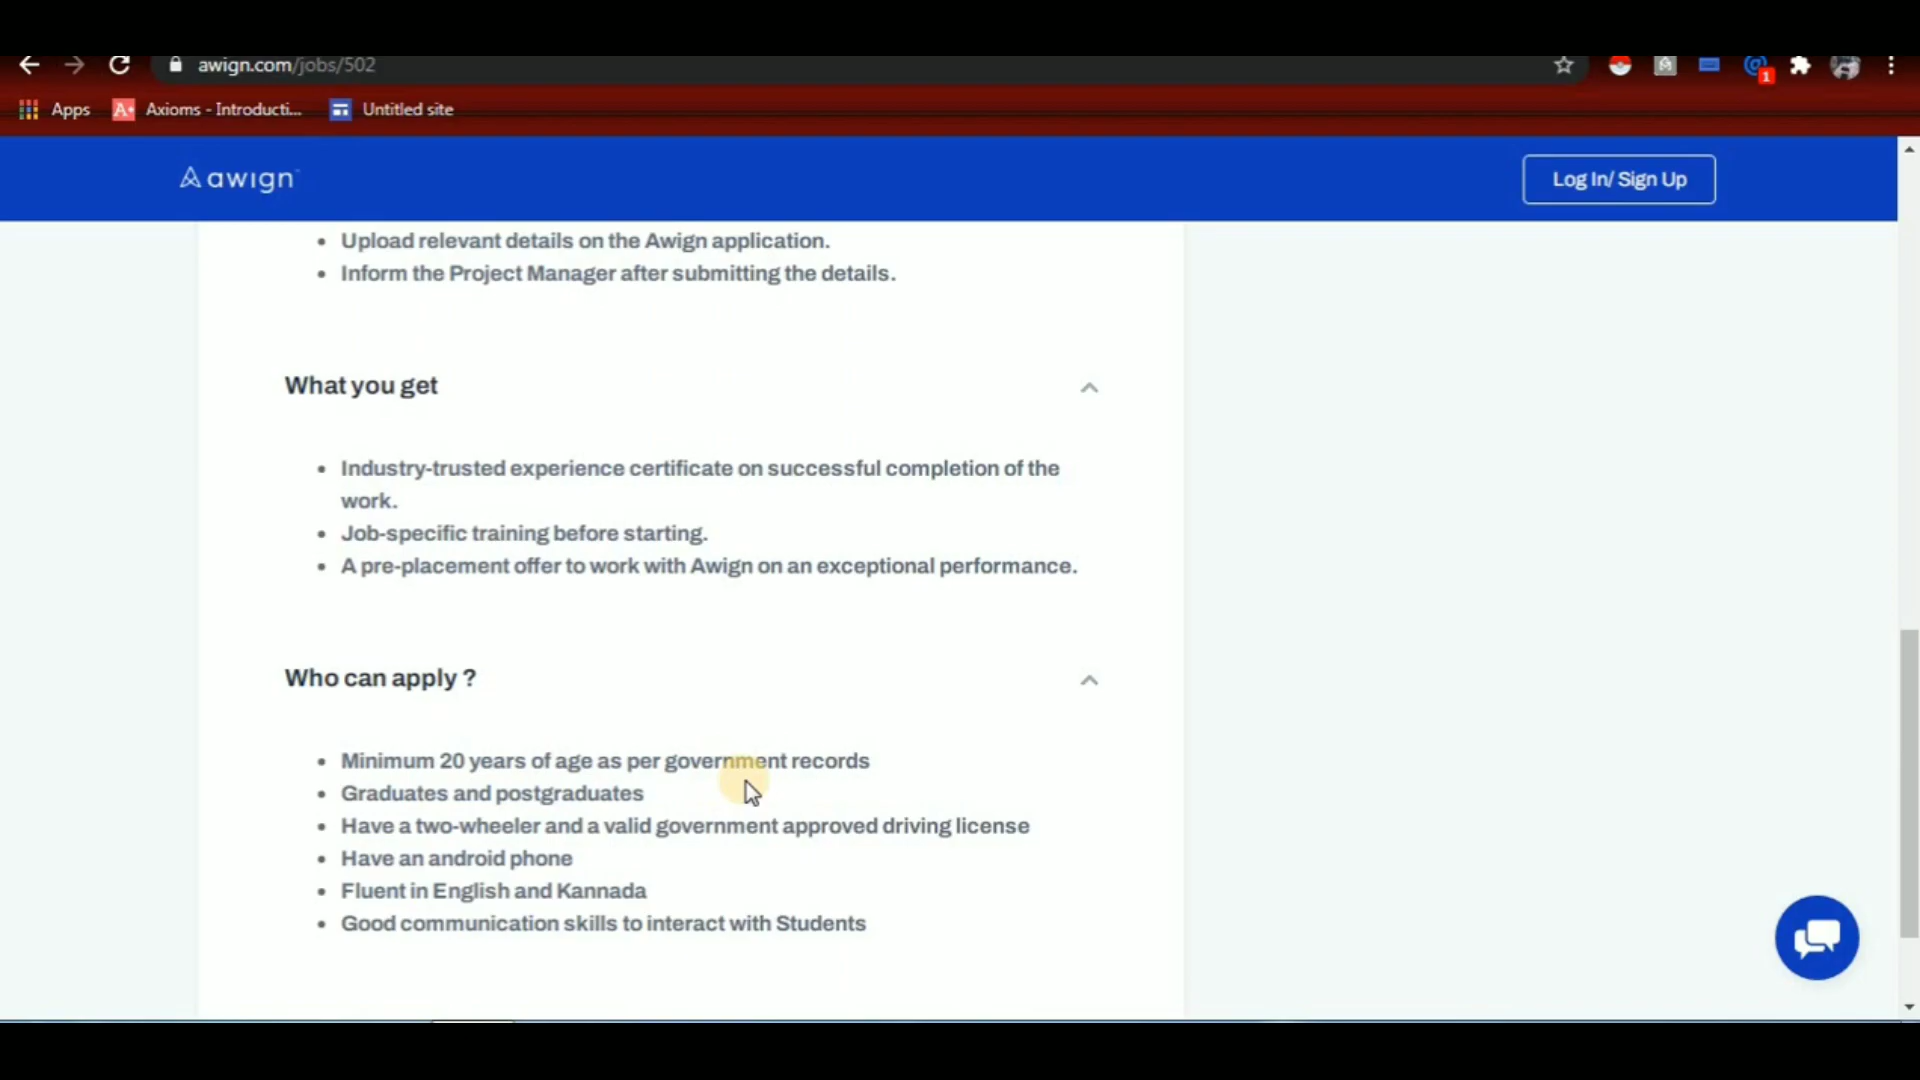 awign.com/jobs/502
1
Apps
A+ Axioms - Introducti...
Untitled site
awign
Log In/ Sign Up
• Upload relevant details on the Awign application.
• Inform the Project Manager after submitting the details.
What you get
• Industry-trusted experience certificate on successful completion of the
work.
• Job-specific training before starting.
• A pre-placement offer to work with Awign on an exceptional performance.
Who can apply ?
• Minimum 20 years of age as per government records
• Graduates and postgraduates
• Have a two-wheeler and a valid government approved driving license
• Have an android phone
• Fluent in English and Kannada
• Good communication skills to interact with Students